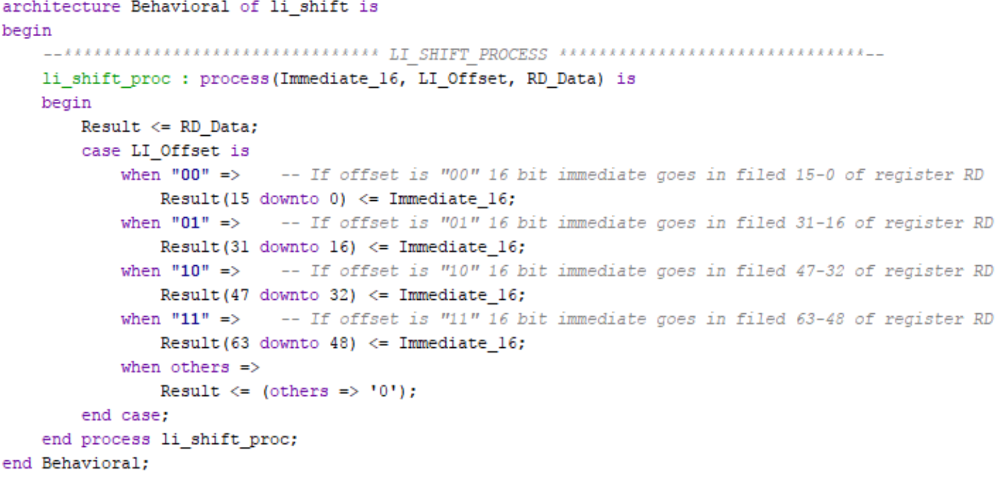 architecture Behavioral of li_shift is
begin
--******************************** LI_SHIFT_PROCESS *******************************--
li_shift_proc : process(Immediate_16, LI_Offset, RD_Data) is
begin
Result <= RD_Data;
case LI_Offset is
when "00" => -- If offset is "00" 16 bit immediate goes in filed 15-0 of register RD
Result(15 downto 0) <= Immediate_16;
when "01" => -- If offset is "01" 16 bit immediate goes in filed 31-16 of register RD
Result(31 downto 16) <= Immediate_16;
when "10" => -- If offset is "10" 16 bit immediate goes in filed 47-32 of register RD
Result(47 downto 32) <= Immediate_16;
when "11" => -- If offset is "11" 16 bit immediate goes in filed 63-48 of register RD
Result(63 downto 48) <= Immediate_16;
when others =>
Result <= (others => '0');
end case;
end process li_shift_proc;
end Behavioral;